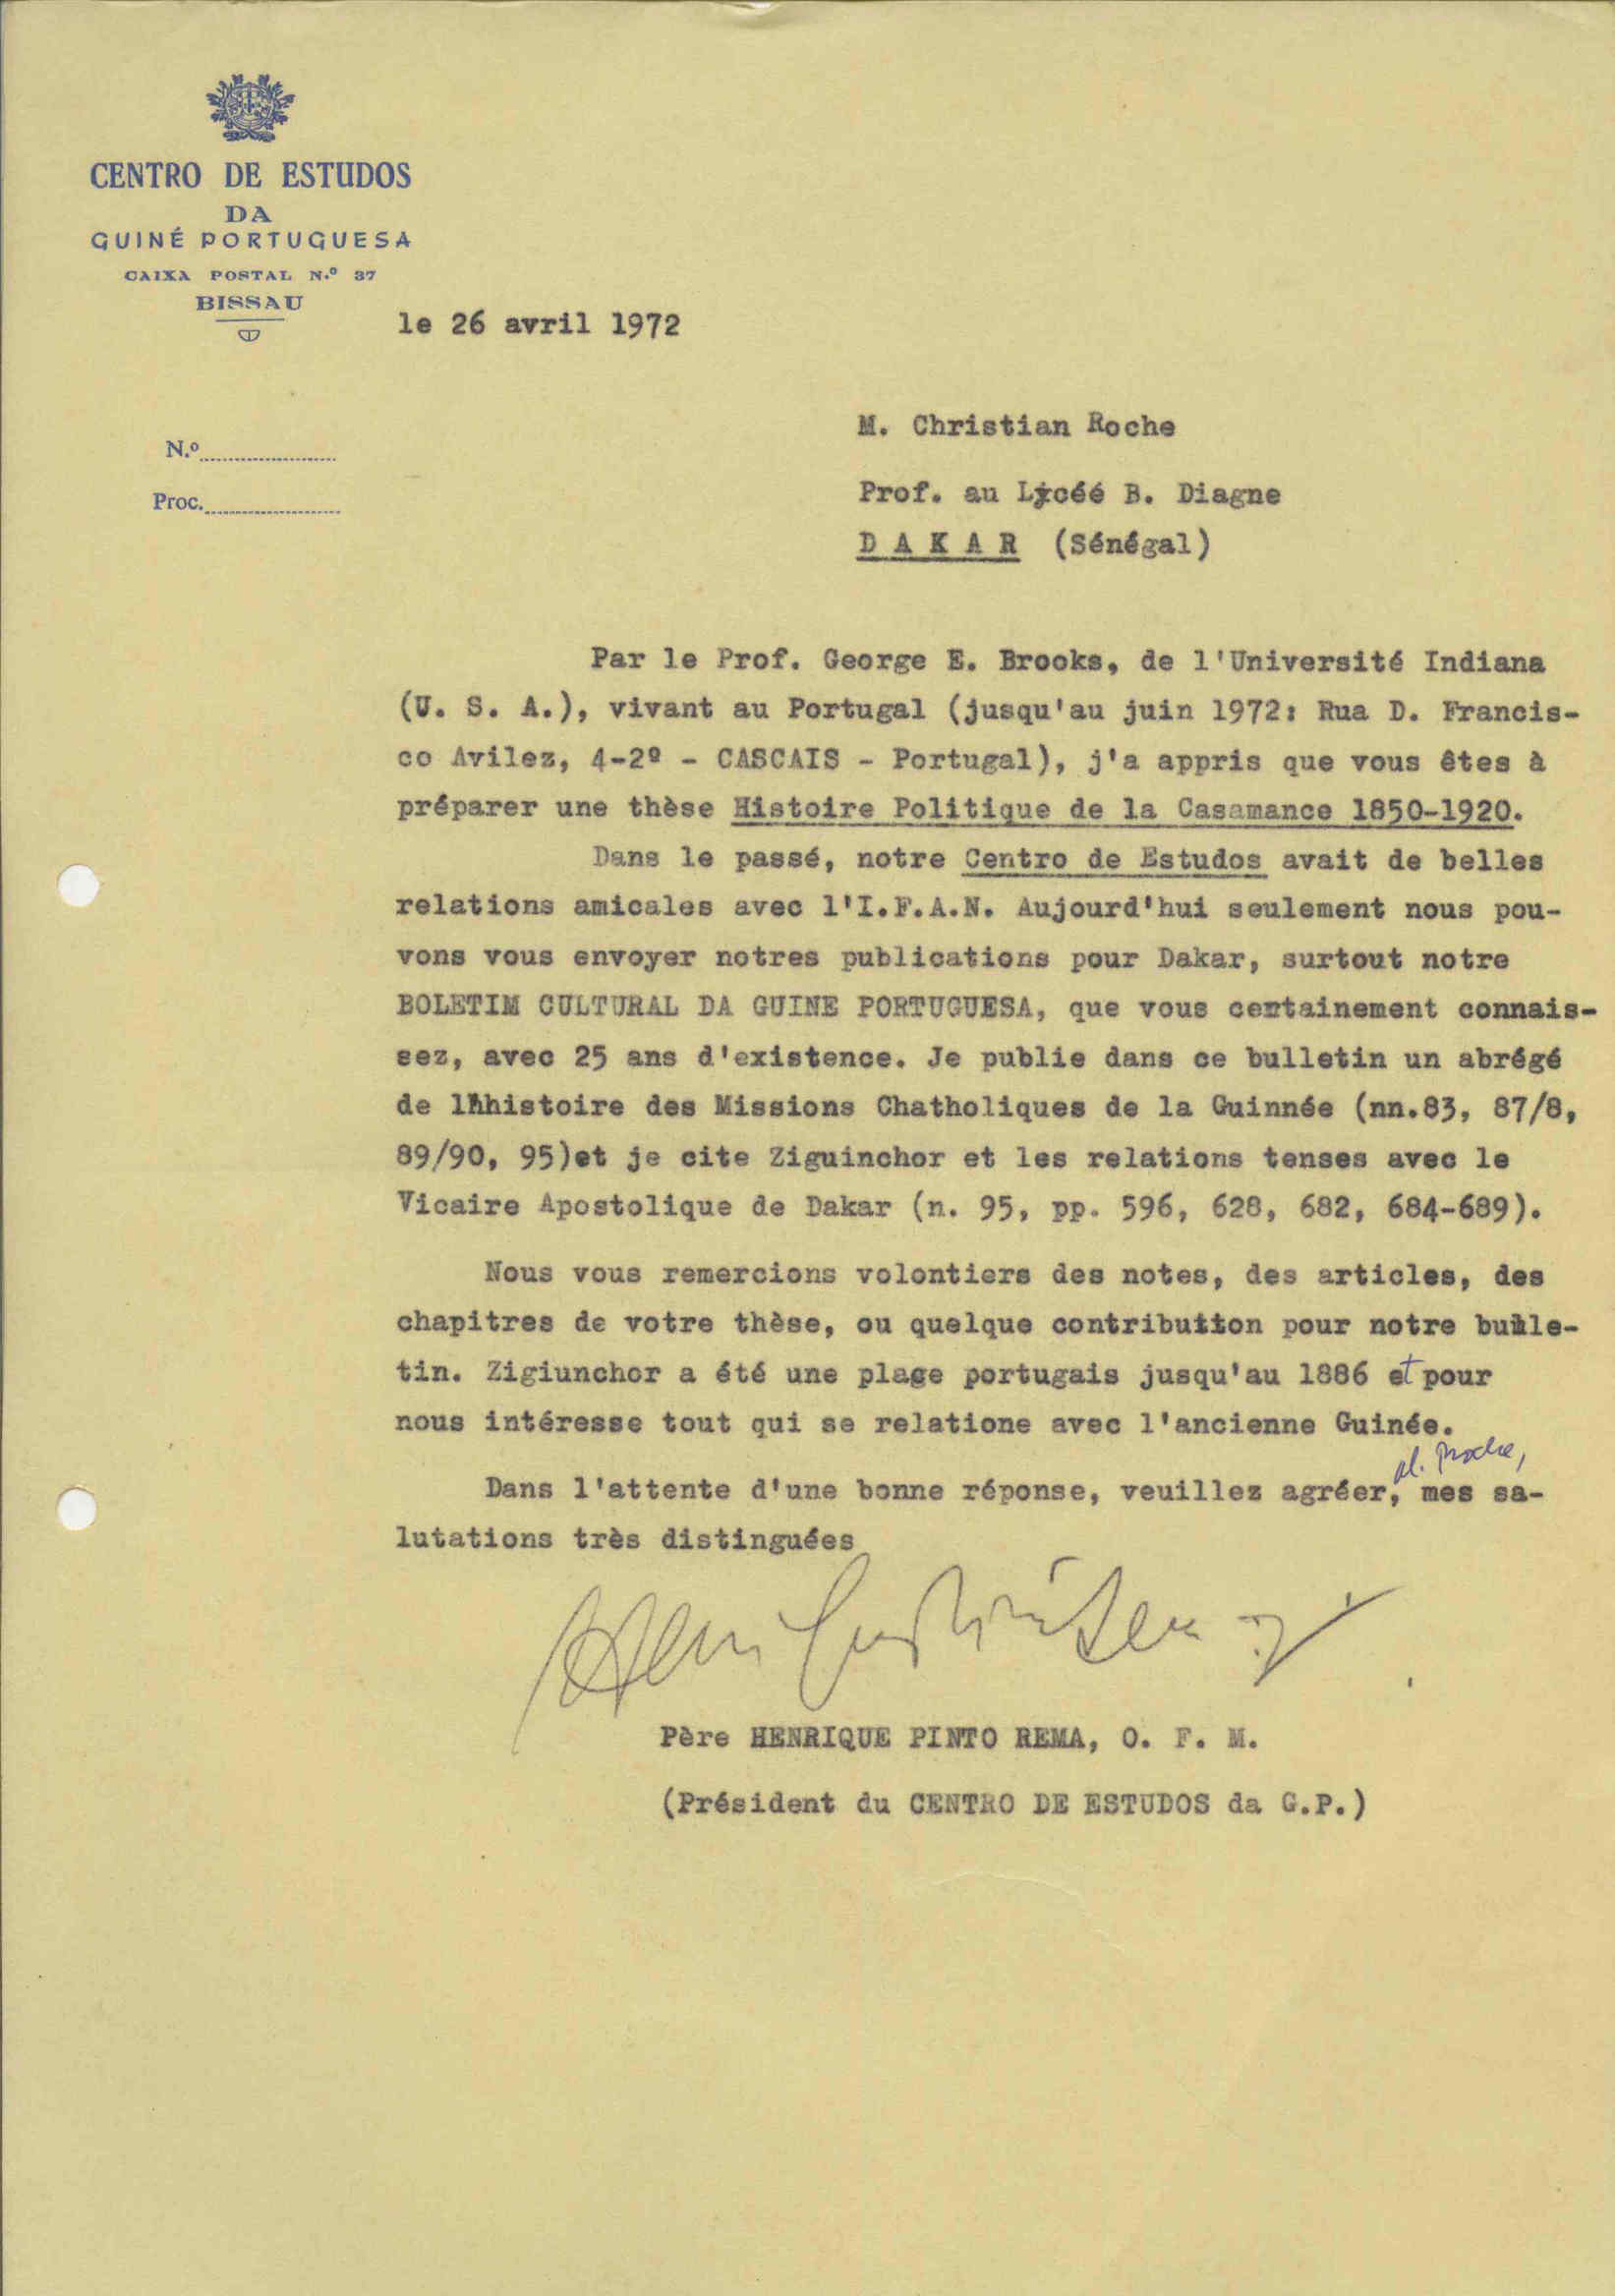 CENTRO DE ESTUDOS
DA
GUINÉ PORTUGUESA
CAIXA POSTAL N.º 37
BISSAU
le 26 avril 1972
N.º
Proc.
M. Christian Roche
Prof. au Lycéé B. Diagne
D A K A R (Sénégal)
Par le Prof. George E. Brooks, de l'Université Indiana
(U. S. A.), vivant au Portugal (jusqu'au juin 1972: Rua D. Francis-
co Avilez, 4-2º - CASCAIS - Portugal), j'a appris que vous êtes à
préparer une thèse Histoire Politique de la Casamance 1850-1920.
Dans le passé, notre Centro de Estudos avait de belles
relations amicales avec l'I.F.A.N. Aujourd'hui seulement nous pou-
vons vous envoyer notres publications pour Dakar, surtout notre
BOLETIM CULTURAL DA GUINE PORTUGUESA, que vous certainement connais-
sez, avec 25 ans d'existence. Je publie dans ce bulletin un abrégé
de l'hhistoire des Missions Chatholiques de la Guinnée (nn.83, 87/8,
89/90, 95)et je cite Ziguinchor et les relations tenses avec le
Vicaire Apostolique de Dakar (n. 95, pp. 596, 628, 682, 684-689).
Nous vous remercions volontiers des notes, des articles, des
chapitres de votre thèse, ou quelque contribution pour notre bulle-
tin. Zigiunchor a été une plage portugais jusqu'au 1886 et pour
nous intéresse tout qui se relatione avec l'ancienne Guinée.
M. Roche,
Dans l'attente d'une bonne réponse, veuillez agréer, mes sa-
lutations très distinguées
Père HENRIQUE PINTO REMA, O. F. M.
(Président du CENTRO DE ESTUDOS da G.P.)